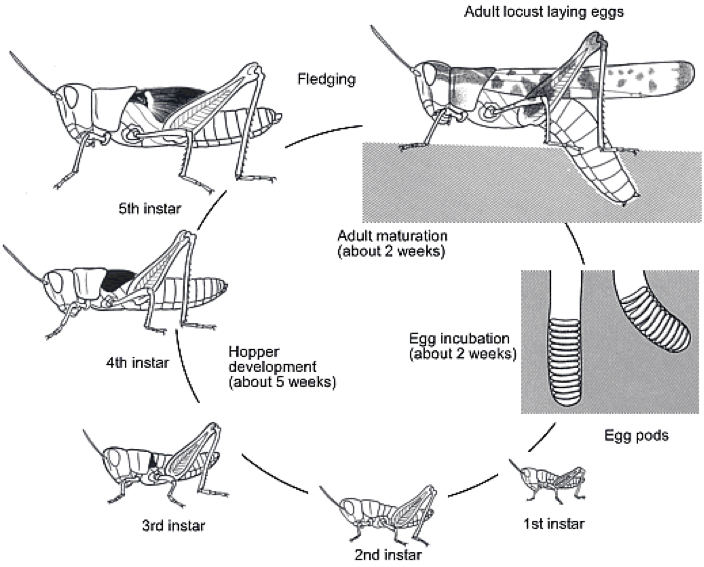 Adult locust laying eggs
Fledging
5th instar
Adult maturation
(about 2 weeks)
4th instar
Hopper
development
(about 5 weeks)
Egg incubation
(about 2 weeks)
Egg pods
3rd instar
2nd instar
1st instar